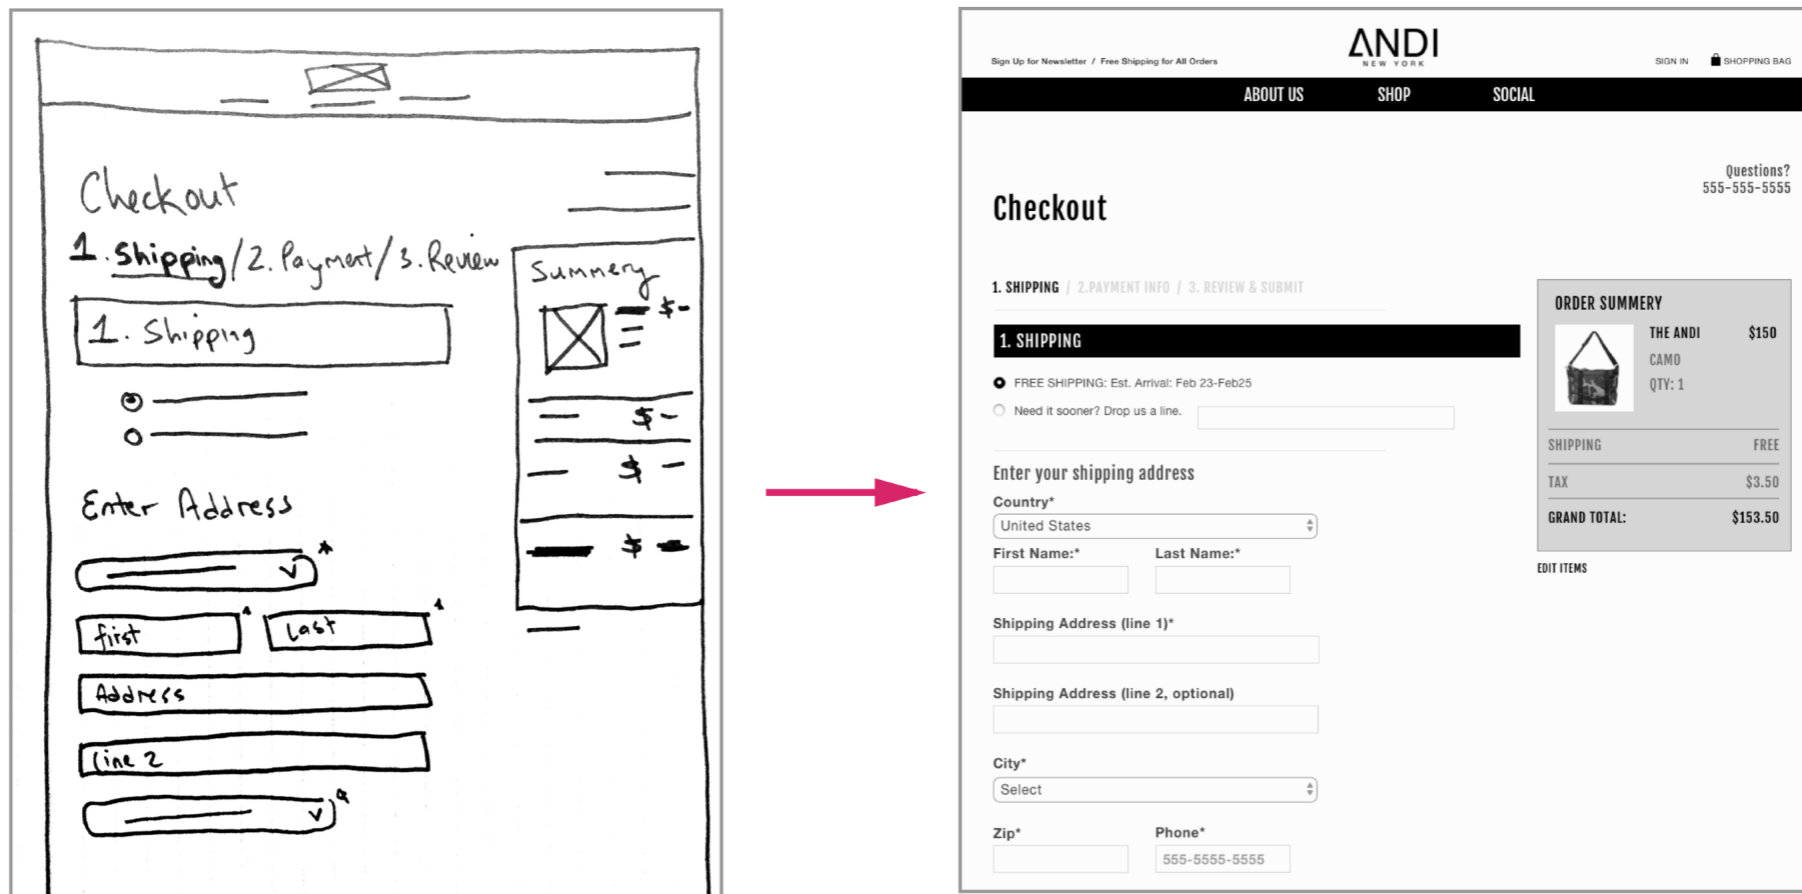 Checkout
1. Shipping/2. Payment/3. Review
1. Shipping
Enter Address
*
first
Last
Address
Line 2
Summery
$-
$-
$-
$
ANDI
NEW YORK
Sign Up for Newsletter / Free Shipping for All Orders
SIGN IN SHOPPING BAG
ABOUT US SHOP SOCIAL
Questions?
555-555-5555
Checkout
1. SHIPPING / 2.PAYMENT INFO / 3. REVIEW & SUBMIT
1. SHIPPING
FREE SHIPPING: Est. Arrival: Feb 23-Feb25
Need it sooner? Drop us a line.
Enter your shipping address
Country*
United States
First Name:* Last Name:*
Shipping Address (line 1)*
Shipping Address (line 2, optional)
City*
Select
Zip* Phone*
555-5555-5555
ORDER SUMMERY
THE ANDI $150
CAMO
QTY: 1
SHIPPING FREE
TAX $3.50
GRAND TOTAL: $153.50
EDIT ITEMS